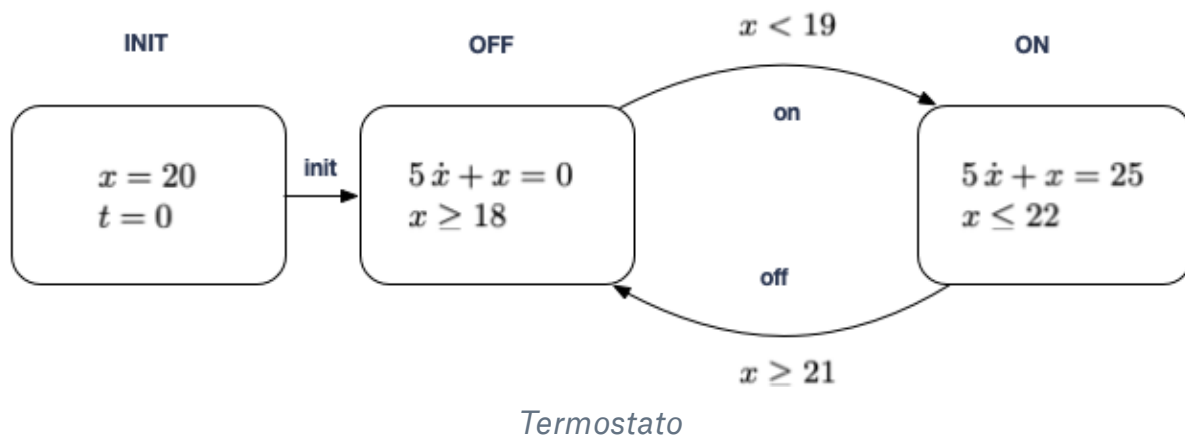 INIT
OFF
x < 19
ON
on
init
x = 20
t = 0
5 ẋ + x = 0
x ≥ 18
5 ẋ + x = 25
x ≤ 22
off
x ≥ 21
Termostato